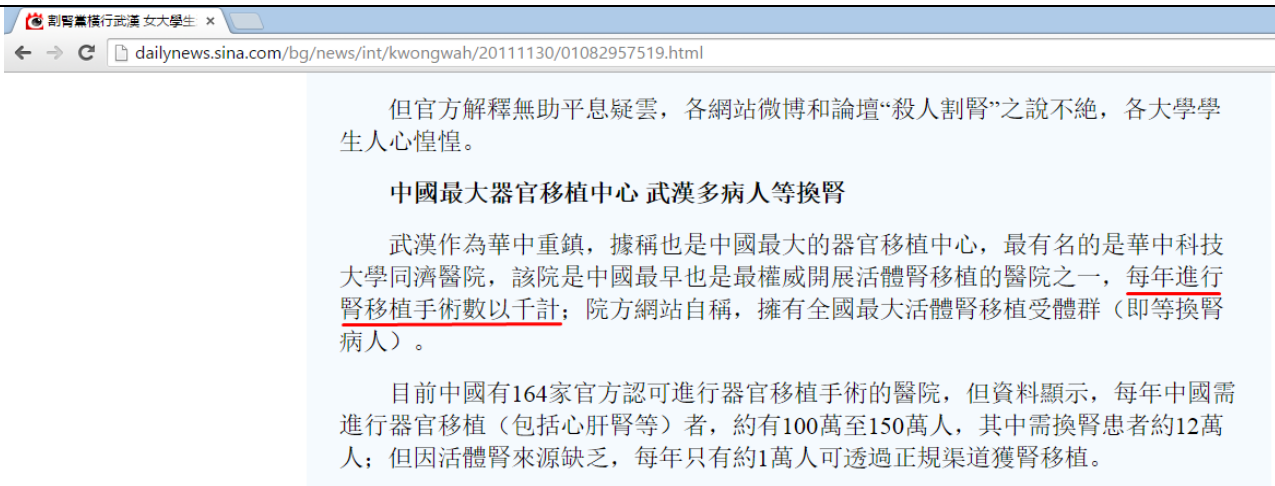 割腎黨橫行武漢 女大學生
dailynews.sina.com/bg/news/int/kwongwah/20111130/01082957519.html
但官方解釋無助平息疑雲，各網站微博和論壇“殺人割腎”之說不絕，各大學學
生人心惶惶。
中國最大器官移植中心 武漢多病人等換腎
武漢作為華中重鎮，據稱也是中國最大的器官移植中心，最有名的是華中科技
大學同濟醫院，該院是中國最早也是最權威開展活體腎移植的醫院之一，每年進行
腎移植手術數以千計；院方網站自稱，擁有全國最大活體腎移植受體群（即等換腎
病人）。
目前中國有164家官方認可進行器官移植手術的醫院，但資料顯示，每年中國需
進行器官移植（包括心肝腎等）者，約有100萬至150萬人，其中需換腎患者約12萬
人；但因活體腎來源缺乏，每年只有約1萬人可透過正規渠道獲腎移植。